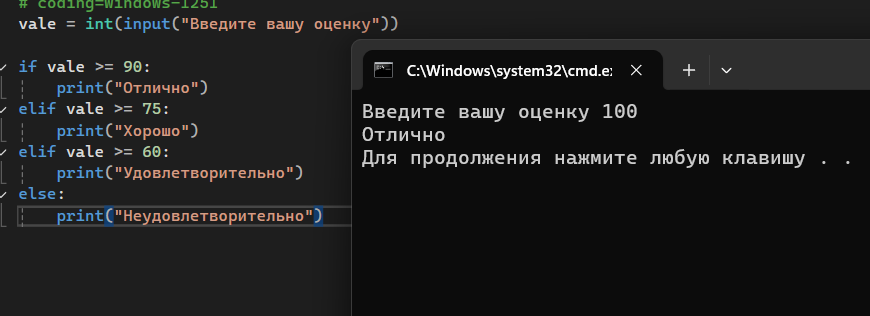 # coding=Windows-1251
vale = int(input("Введите вашу оценку"))
if vale >= 90:
print("Отлично")
elif vale >= 75:
print("Хорошо")
elif vale >= 60:
print("Удовлетворительно")
else:
print("Неудовлетворительно")
C:\Windows\system32\cmd.ex
Введите вашу оценку 100
Отлично
Для продолжения нажмите любую клавишу . .